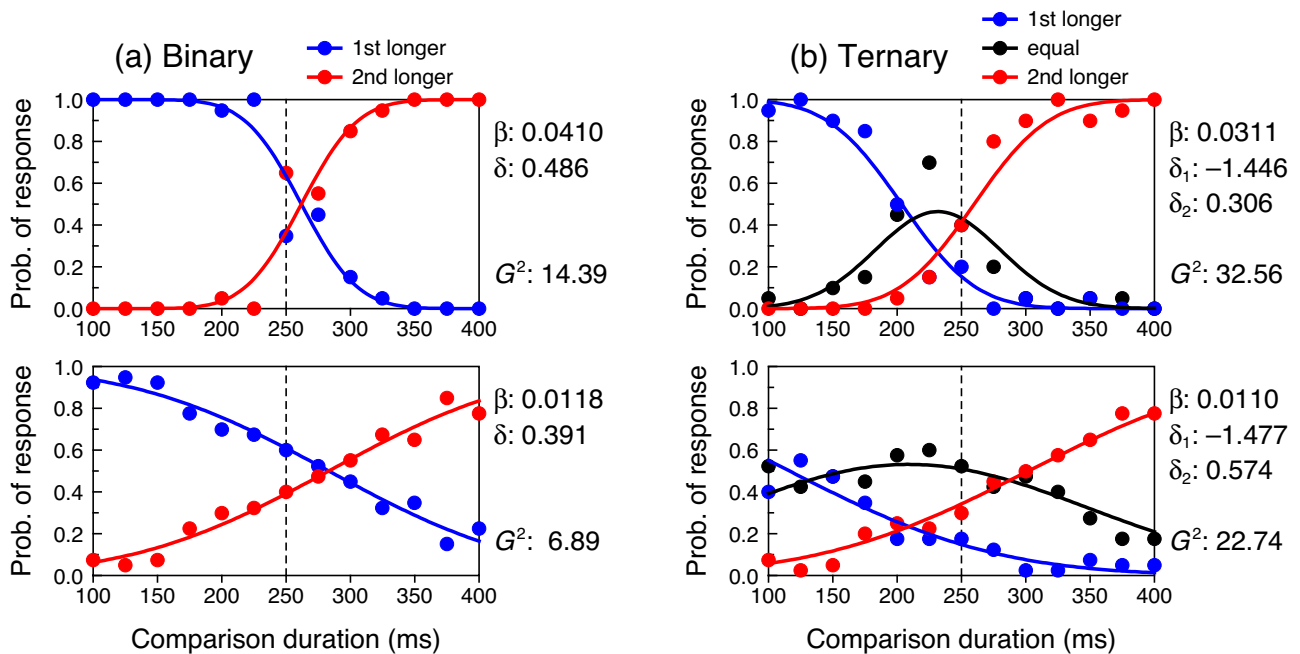 (a) Binary
1st longer
2nd longer
(b) Ternary
1st longer
equal
2nd longer
Prob. of response
1.0
0.8
0.6
0.4
0.2
0.0
100 150 200 250 300 350 400
β: 0.0410
δ: 0.486
G²: 14.39
Prob. of response
1.0
0.8
0.6
0.4
0.2
0.0
100 150 200 250 300 350 400
β: 0.0311
δ₁: –1.446
δ₂: 0.306
G²: 32.56
Prob. of response
1.0
0.8
0.6
0.4
0.2
0.0
100 150 200 250 300 350 400
Comparison duration (ms)
β: 0.0118
δ: 0.391
G²: 6.89
Prob. of response
1.0
0.8
0.6
0.4
0.2
0.0
100 150 200 250 300 350 400
Comparison duration (ms)
β: 0.0110
δ₁: –1.477
δ₂: 0.574
G²: 22.74